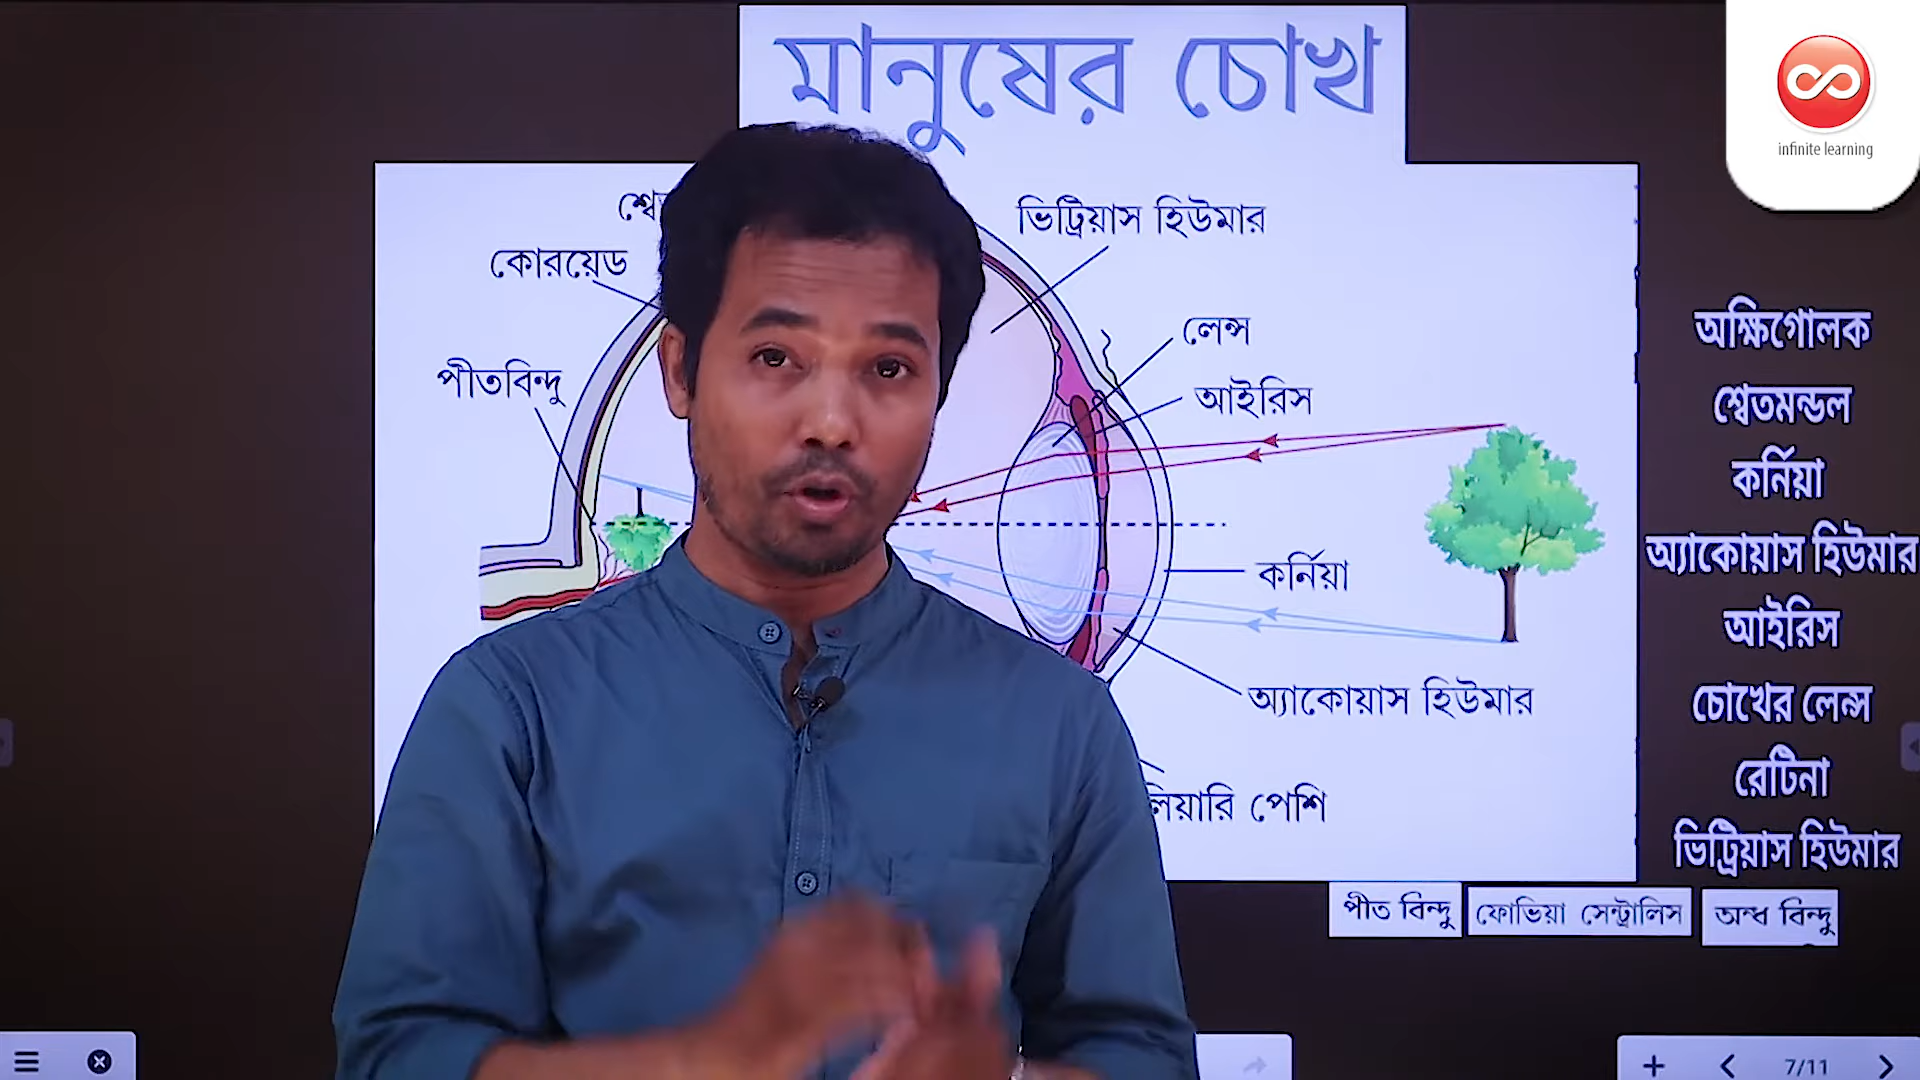 মানুষের চোখ
infinite learning
ভিট্রিয়াস হিউমার
কোরয়েড
লেন্স
পীতবিন্দু
আইরিস
কর্নিয়া
অ্যাকোয়াস হিউমার
পেশি
অক্ষিগোলক
শ্বেতমন্ডল
কর্নিয়া
অ্যাকোয়াস হিউমার
আইরিস
চোখের লেন্স
রেটিনা
ভিট্রিয়াস হিউমার
পীত বিন্দু
ফোভিয়া সেন্ট্রালিস
অন্ধ বিন্দু
7/11